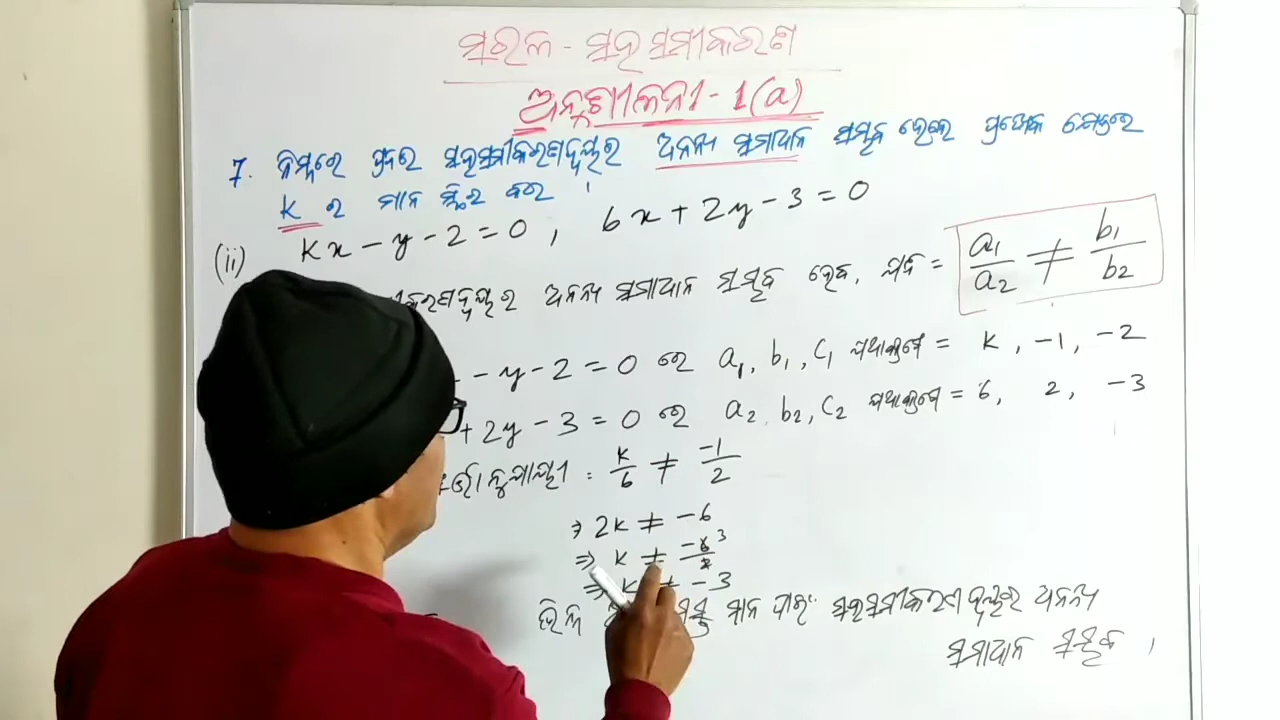 ସରଳ - ସହସମୀକରଣ
ଅନୁଶୀଳନୀ - 1(a)
7. ନିମ୍ନରେ ପ୍ରଦତ୍ତ ସହସମୀକରଣଦ୍ୱୟର ଅନନ୍ୟ ସମାଧାନ ସମ୍ଭବ ହେଲେ ପ୍ରତ୍ୟେକ କ୍ଷେତ୍ରରେ
K ର ମାନ ସ୍ଥିର କର ।
(ii) Kx - y - 2 = 0 , 6x + 2y - 3 = 0
ସମୀକରଣଦ୍ୱୟର ଅନନ୍ୟ ସମାଧାନ ସମ୍ଭବ ହେବ, ଯଦି = a₁/a₂ ≠ b₁/b₂
- y - 2 = 0 ରେ a₁, b₁, c₁ ଯଥାକ୍ରମେ = K, -1, -2
+ 2y - 3 = 0 ରେ a₂, b₂, c₂ ଯଥାକ୍ରମେ = 6, 2, -3
ସର୍ତ୍ତାନୁଯାୟୀ : K/6 ≠ -1/2
⇒ 2K ≠ -6
⇒ K ≠ -6/2 3
⇒ K ≠ -3
ଭିନ୍ନ ମାନ ପାଇଁ ସହସମୀକରଣଦ୍ୱୟର ଅନନ୍ୟ
ସମାଧାନ ସମ୍ଭବ ।